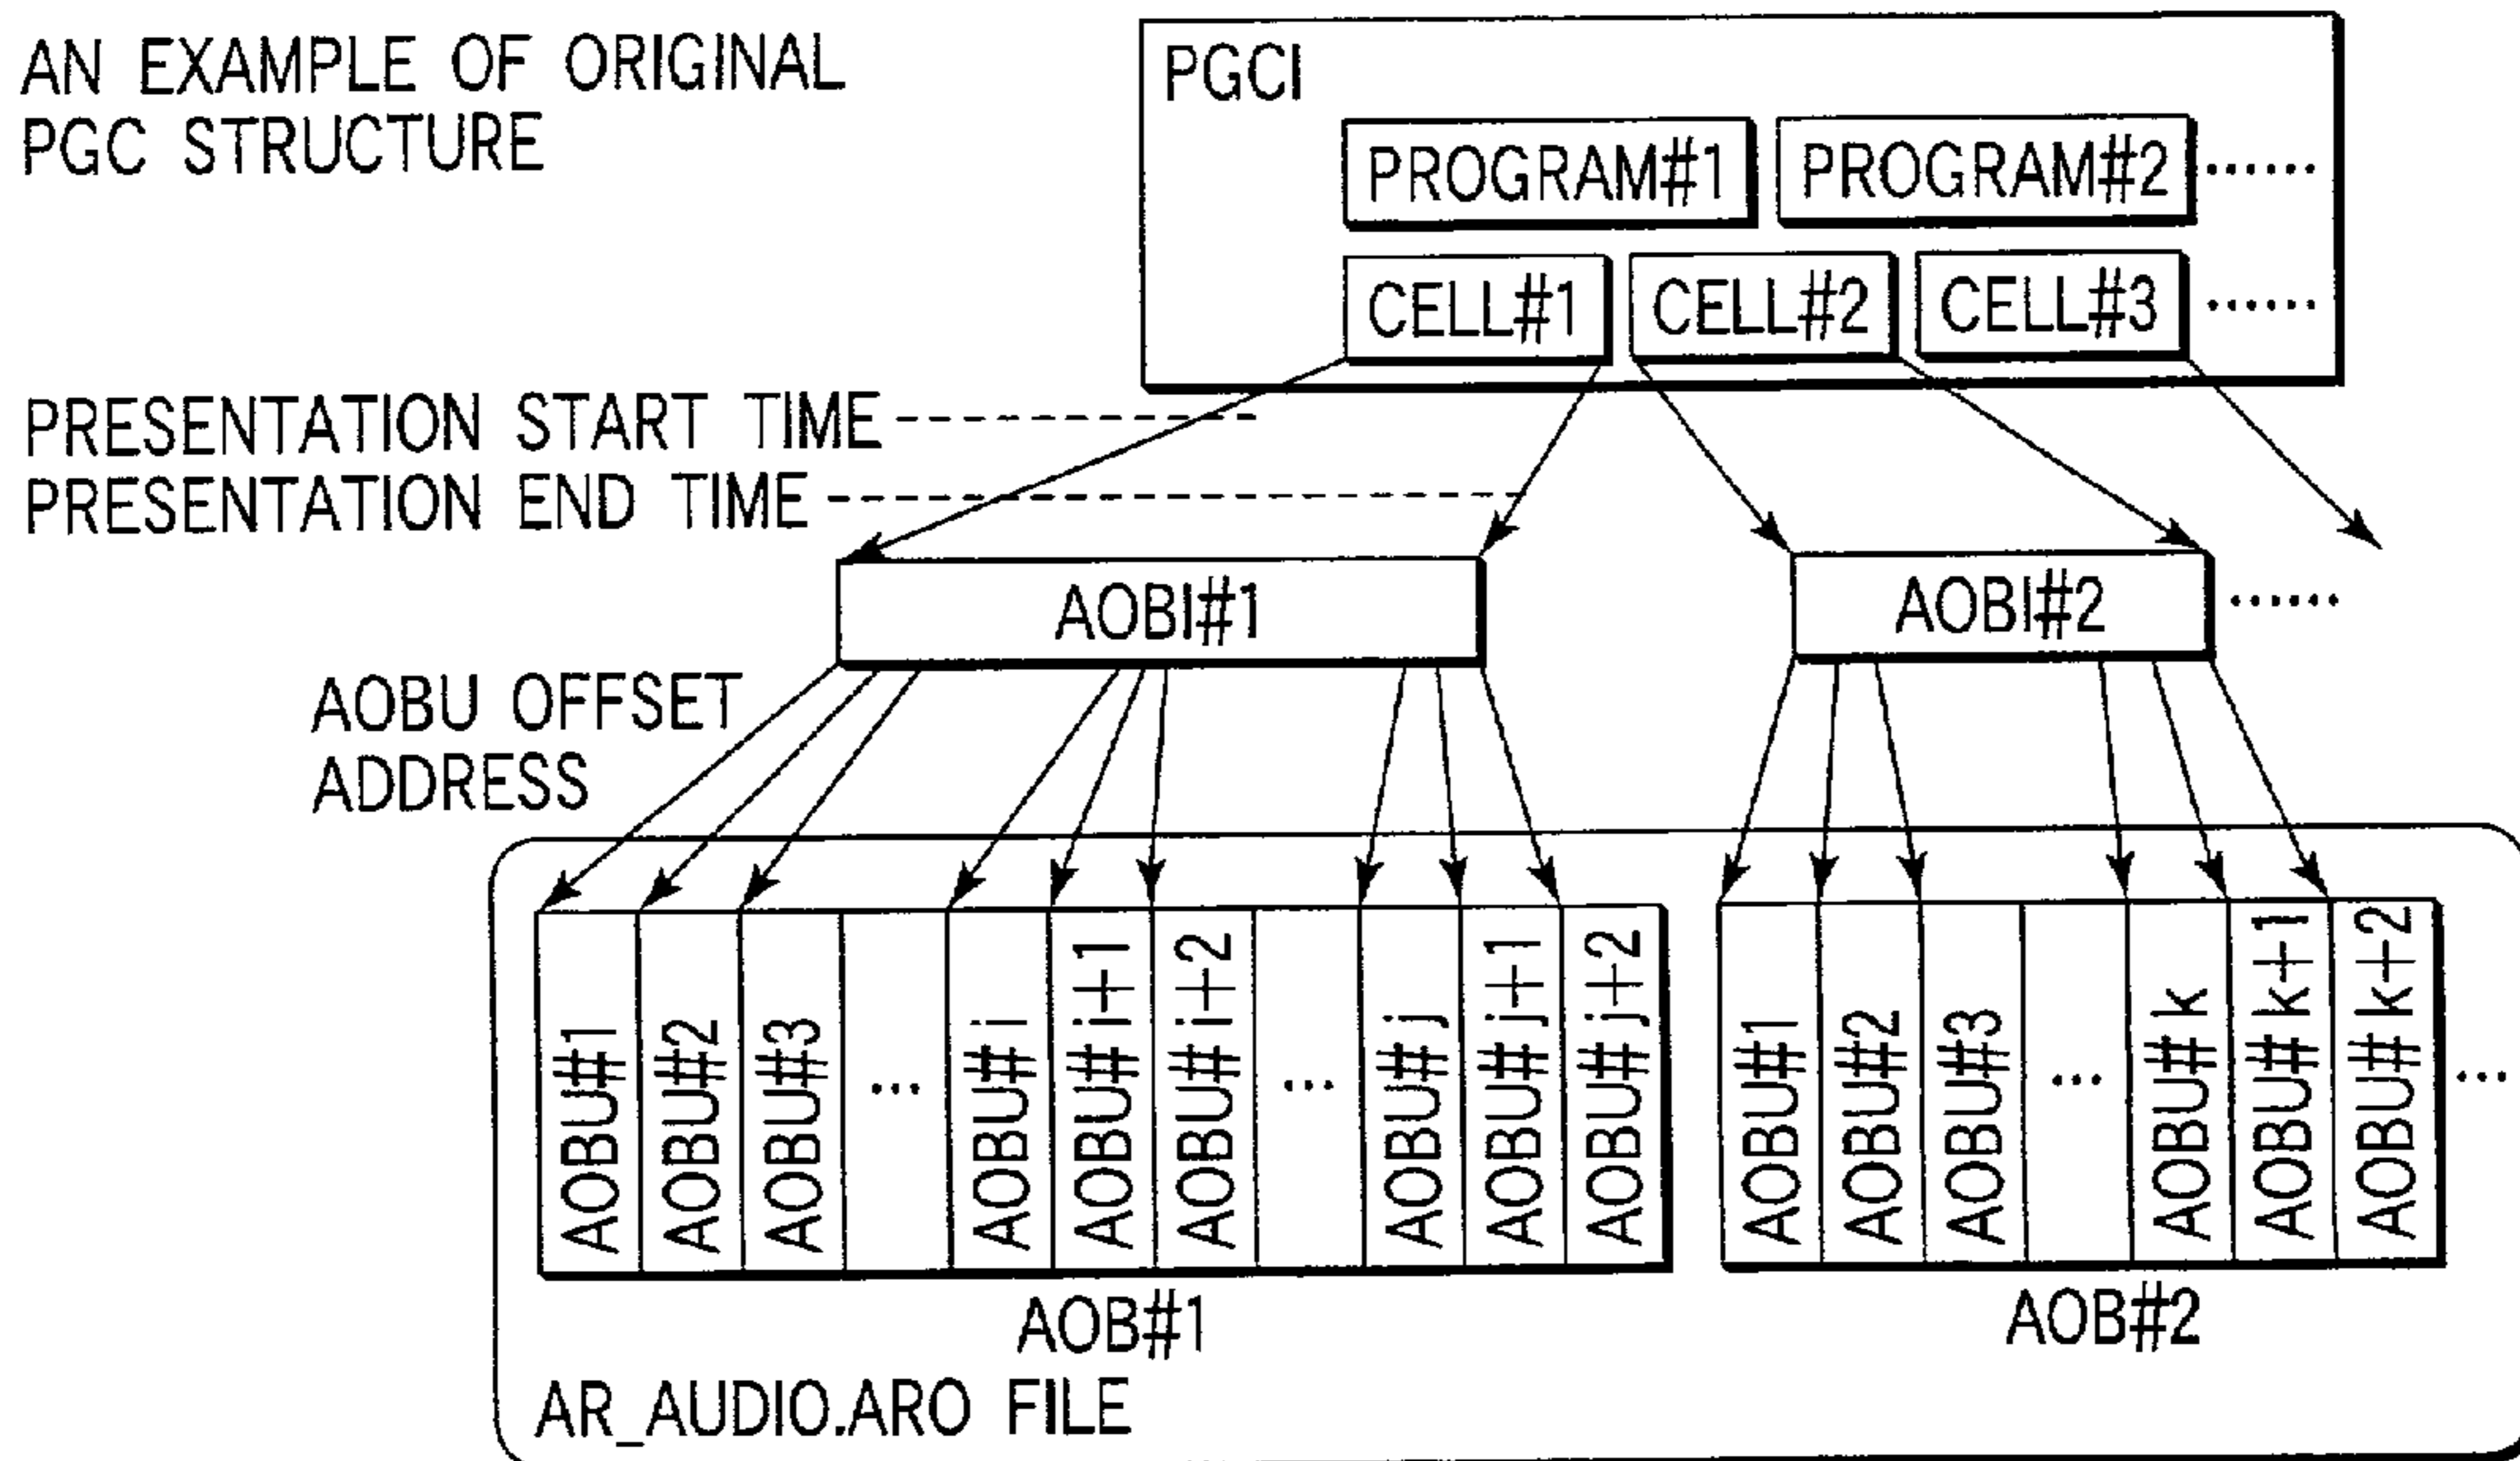 AN EXAMPLE OF ORIGINAL
PGC STRUCTURE
PGCI
PROGRAM#1 PROGRAM#2 ······
CELL#1 CELL#2 CELL#3 ······
PRESENTATION START TIME
PRESENTATION END TIME
AOBI#1 AOBI#2 ······
AOBU OFFSET
ADDRESS
AOBU#1 AOBU#2 AOBU#3 ··· AOBU#i AOBU#i+1 AOBU#i+2 ··· AOBU#j AOBU#j+1 AOBU#j+2 AOBU#1 AOBU#2 AOBU#3 ··· AOBU#k AOBU#k+1 AOBU#k+2 ···
AOB#1 AOB#2
AR_AUDIO.ARO FILE